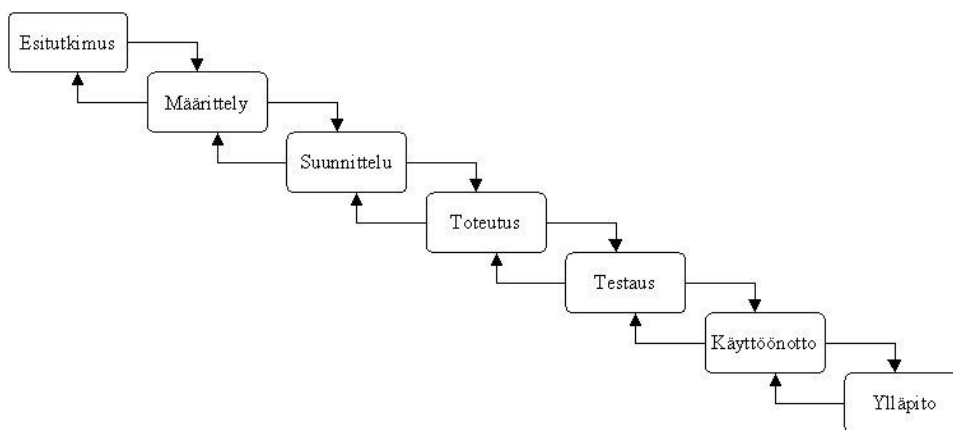 Esitutkimus
Määrittely
Suunnittelu
Toteutus
Testaus
Käyttöönotto
Ylläpito